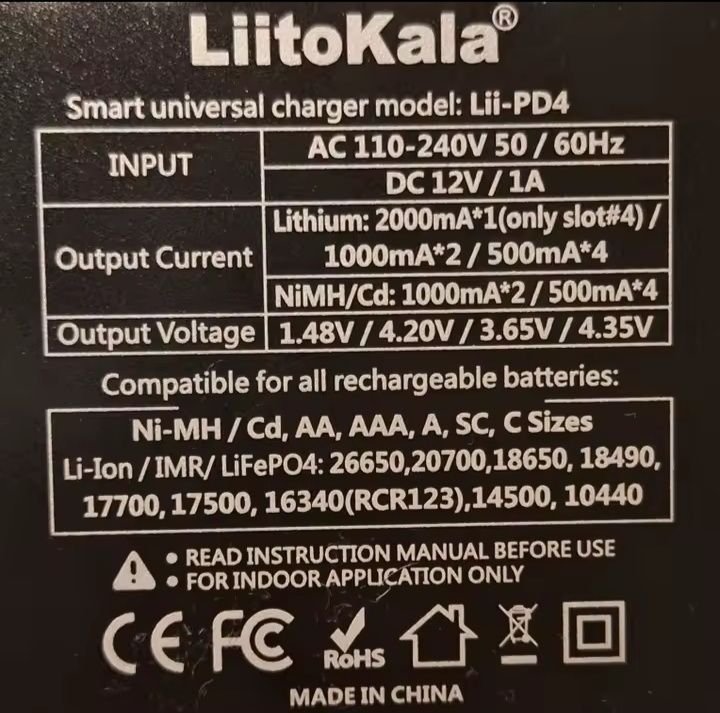 LiitoKala®
Smart universal charger model: Lii-PD4
INPUT
AC 110-240V 50 / 60Hz
DC 12V / 1A
Output Current
Lithium: 2000mA*1(only slot#4) /
1000mA*2 / 500mA*4
NiMH/Cd: 1000mA*2 / 500mA*4
Output Voltage
1.48V / 4.20V / 3.65V / 4.35V
Compatible for all rechargeable batteries:
Ni-MH / Cd, AA, AAA, A, SC, C Sizes
Li-Ion / IMR/ LiFePO4: 26650,20700,18650, 18490,
17700, 17500, 16340(RCR123),14500, 10440
! • READ INSTRUCTION MANUAL BEFORE USE
• FOR INDOOR APPLICATION ONLY
CE FC RoHS
MADE IN CHINA